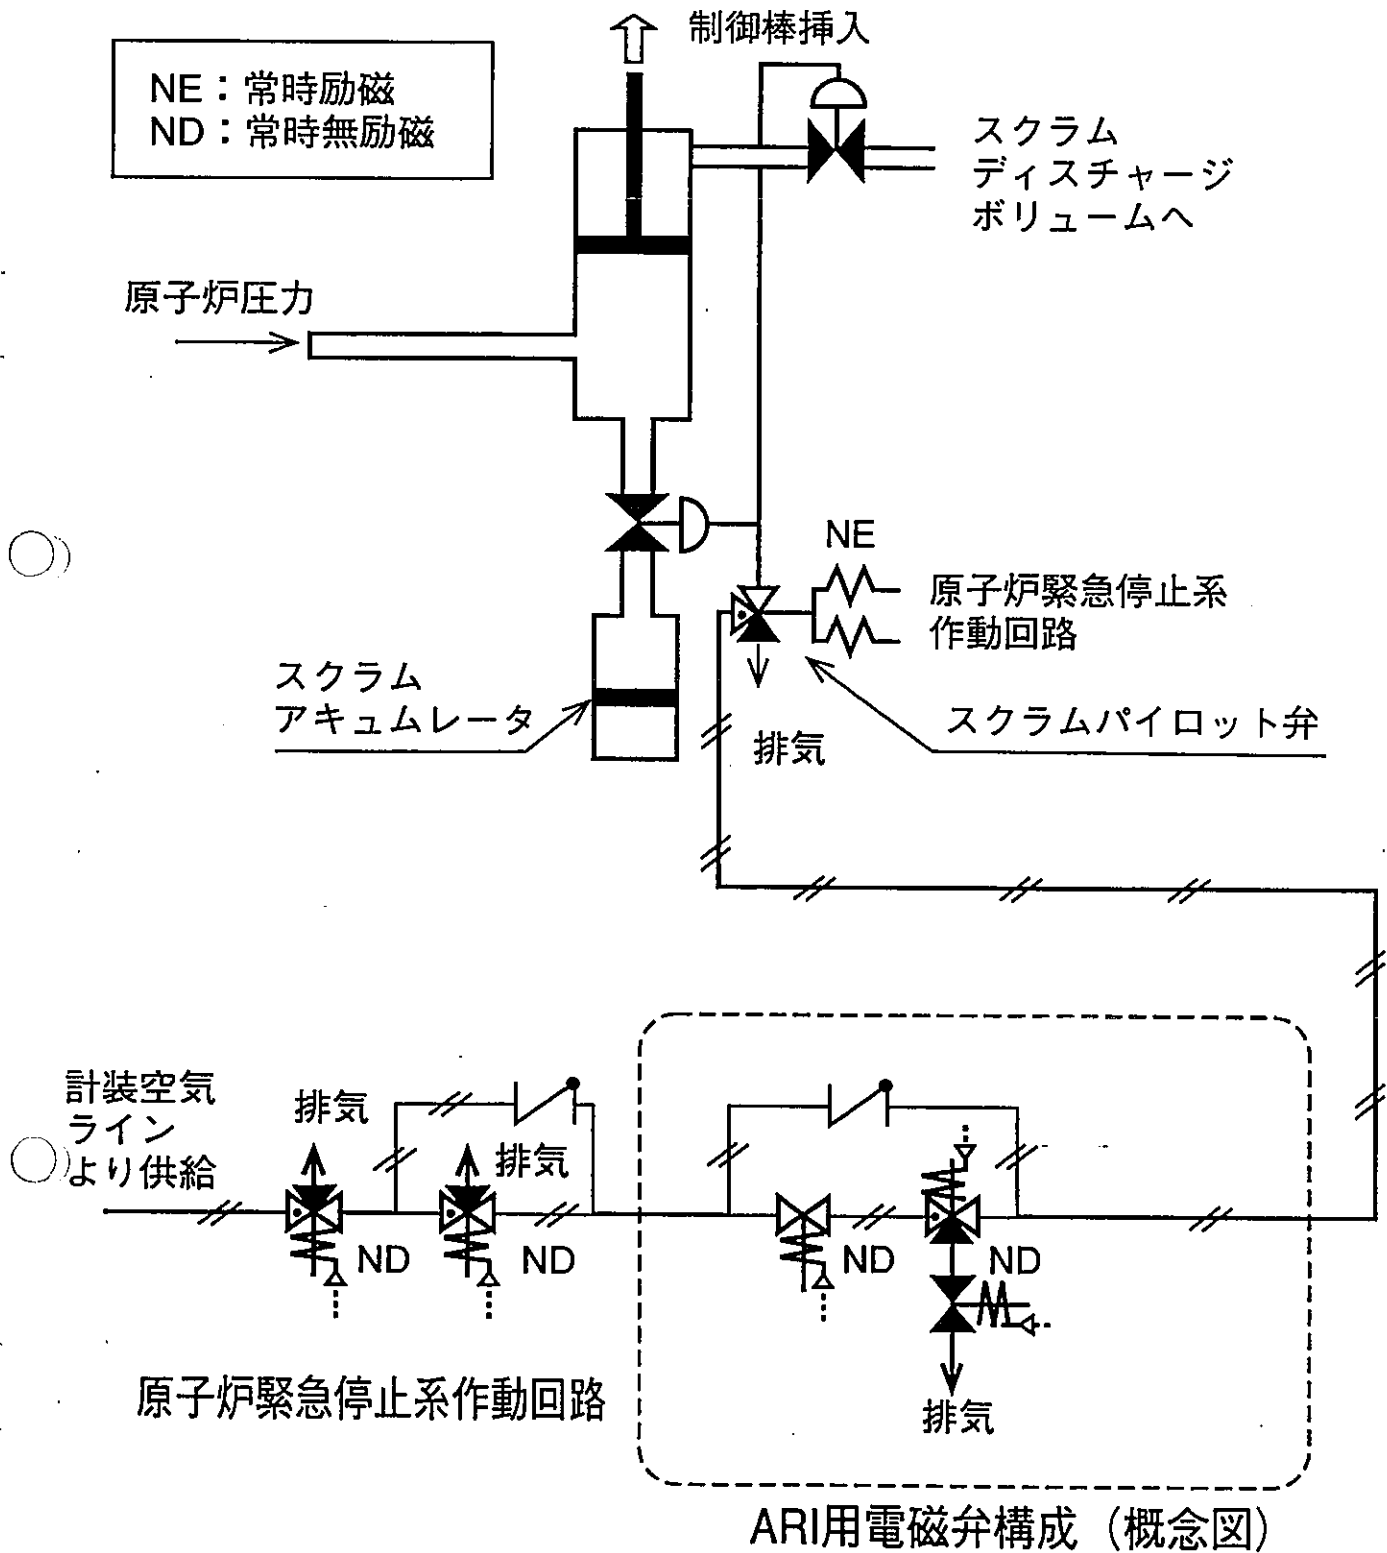 制御棒挿入
NE：常時励磁
ND：常時無励磁
スクラム
ディスチャージ
ボリュームへ
原子炉圧力
NE
原子炉緊急停止系
作動回路
スクラム
アキュムレータ
スクラムパイロット弁
排気
計装空気
ライン
より供給
排気
排気
ND
ND
ND
ND
原子炉緊急停止系作動回路
排気
ARI用電磁弁構成（概念図）